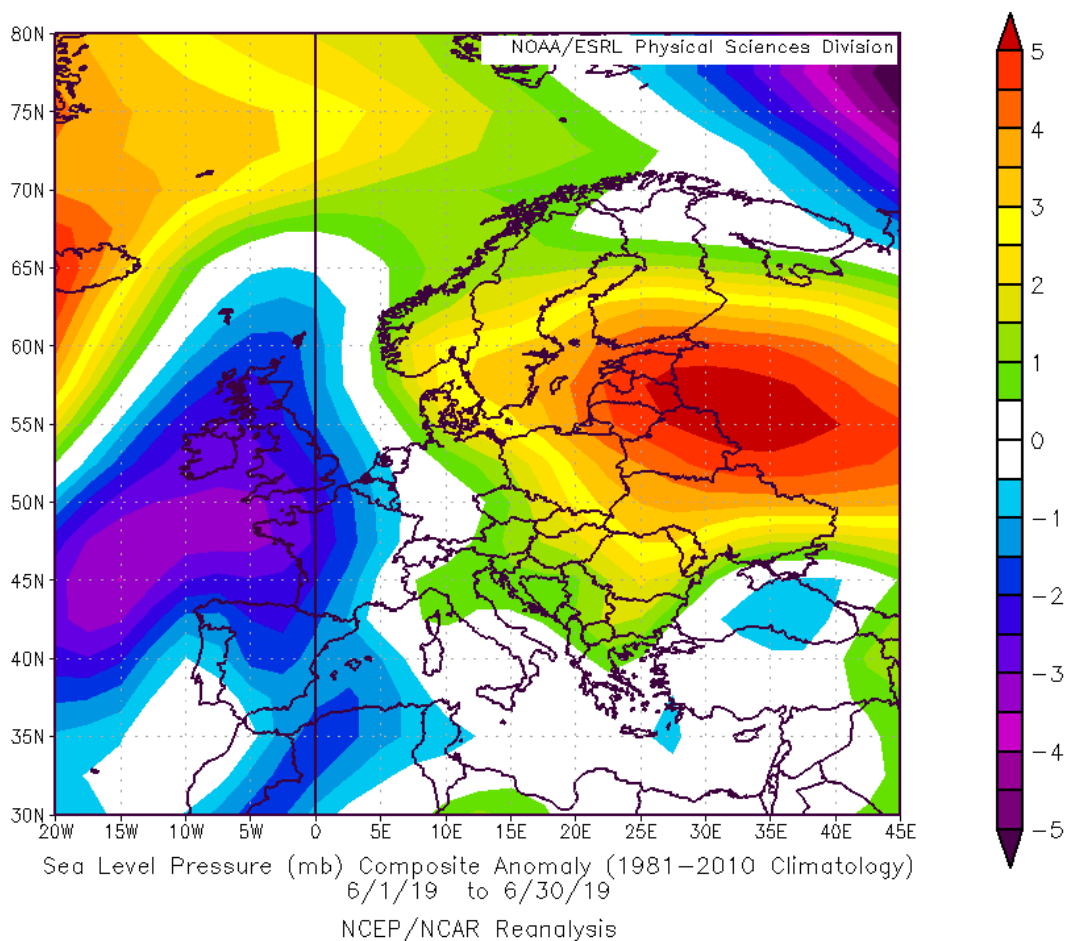 NOAA/ESRL Physical Sciences Division
80N
75N
70N
65N
60N
55N
50N
45N
40N
35N
30N
20W 15W 10W 5W 0 5E 10E 15E 20E 25E 30E 35E 40E 45E
5
4
3
2
1
0
-1
-2
-3
-4
-5
Sea Level Pressure (mb) Composite Anomaly (1981-2010 Climatology)
6/1/19 to 6/30/19
NCEP/NCAR Reanalysis